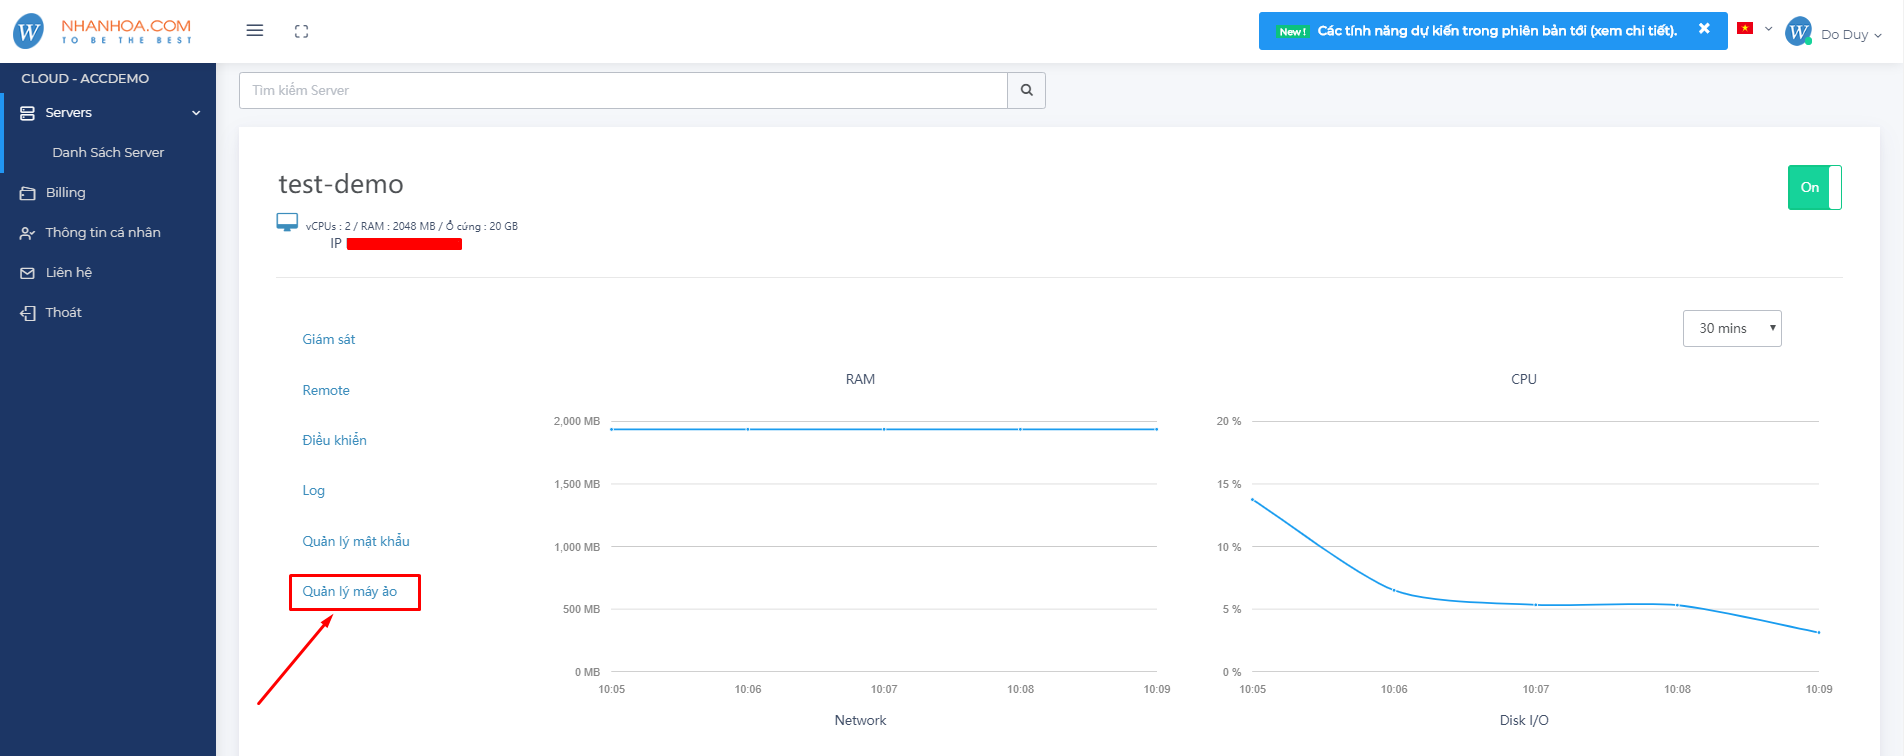 W
NHANHOA.COM
TO BE THE BEST
New! Các tính năng dự kiến trong phiên bản tới (xem chi tiết).
W
Do Duy
CLOUD - ACCDEMO
Servers
Danh Sách Server
Billing
Thông tin cá nhân
Liên hệ
Thoát
Tìm kiếm Server
test-demo
On
vCPUs : 2 / RAM : 2048 MB / Ổ cứng : 20 GB
IP
Giám sát
Remote
Điều khiển
Log
Quản lý mật khẩu
Quản lý máy ảo
30 mins
RAM
2,000 MB
1,500 MB
1,000 MB
500 MB
0 MB
10:05 10:06 10:07 10:08 10:09
CPU
20 %
15 %
10 %
5 %
0 %
10:05 10:06 10:07 10:08 10:09
Network
Disk I/O